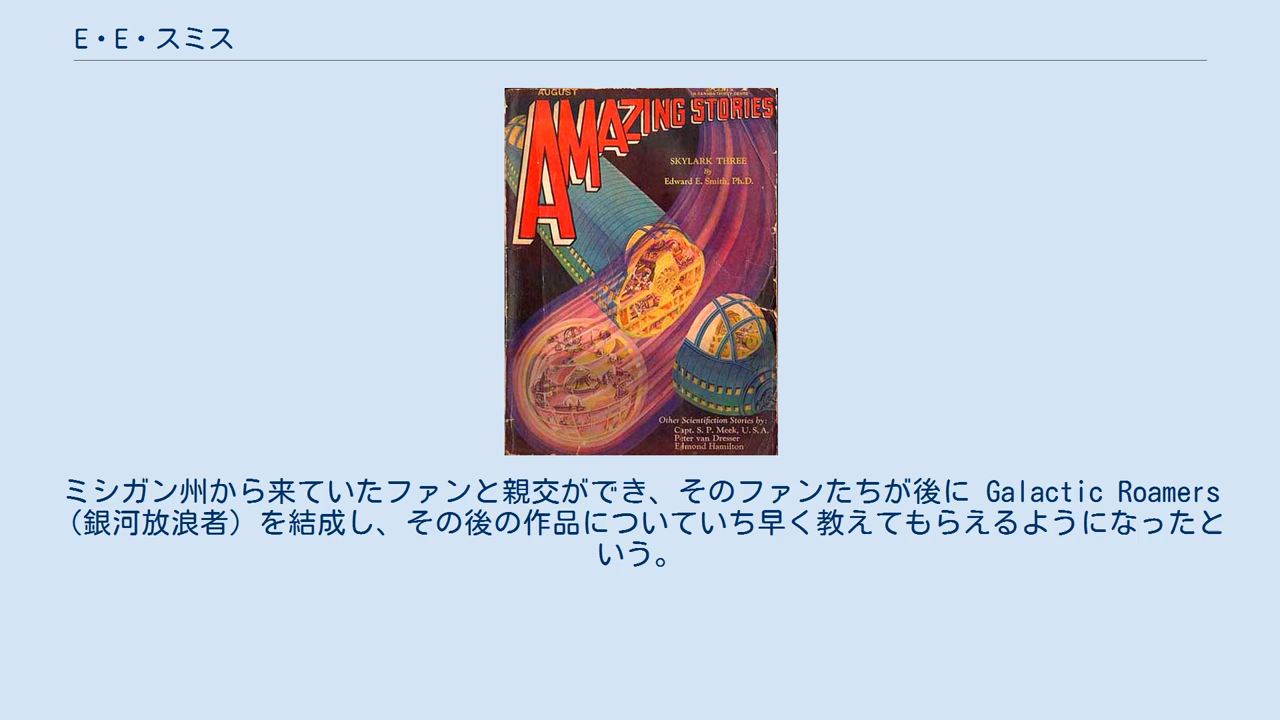 E・E・スミス
AUGUST
AMAZING STORIES
SKYLARK THREE
By
Edward E. Smith, Ph.D.
Other Scientifiction Stories by:
Capt. S. P. Meek, U.S.A.
Peter van Dresser
Edmond Hamilton
ミシガン州から来ていたファンと親交ができ、そのファンたちが後に Galactic Roamers
（銀河放浪者）を結成し、その後の作品についていち早く教えてもらえるようになったと
いう。